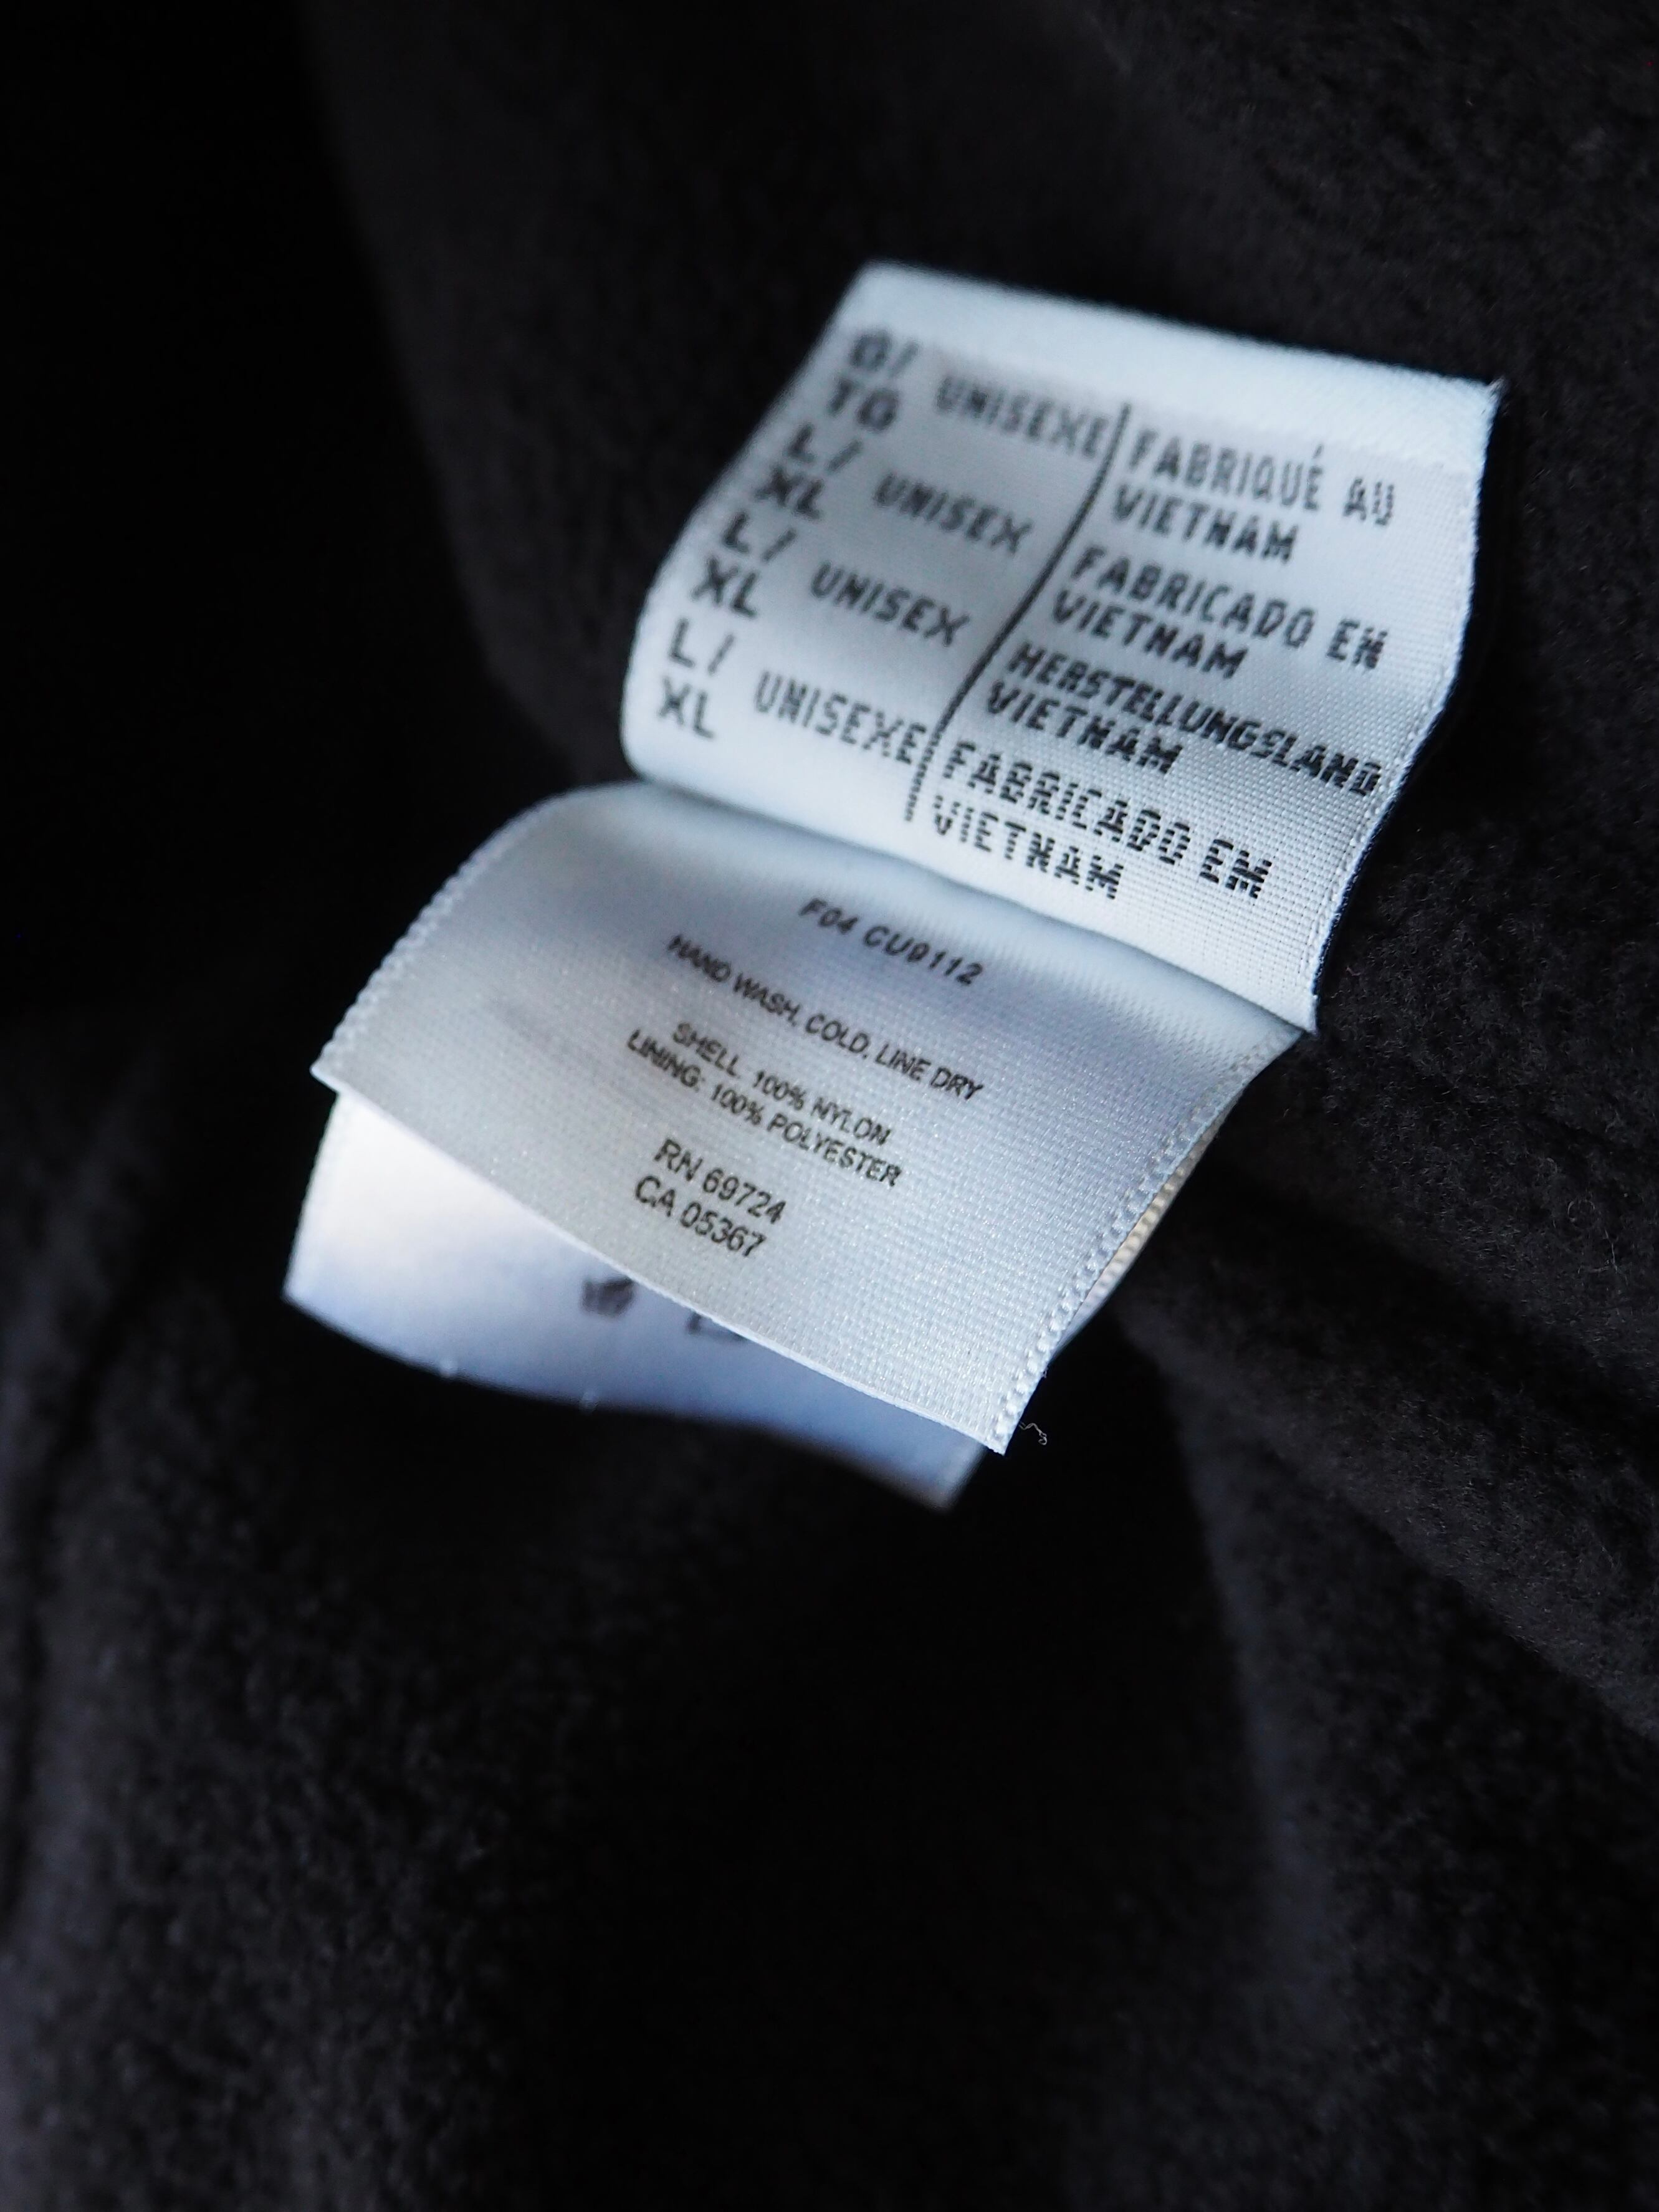 G/ TG UNISEXE FABRIQUÉ AU
VIETNAM
L/ XL UNISEX FABRICADO EN
VIETNAM
L/ XL UNISEX HERSTELLUNGSLAND
VIETNAM
L/ XL UNISEXE FABRICADO EM
VIETNAM
F04 CU9112
HAND WASH, COLD, LINE DRY
SHELL 100% NYLON
LINING: 100% POLYESTER
RN 69724
CA 05367